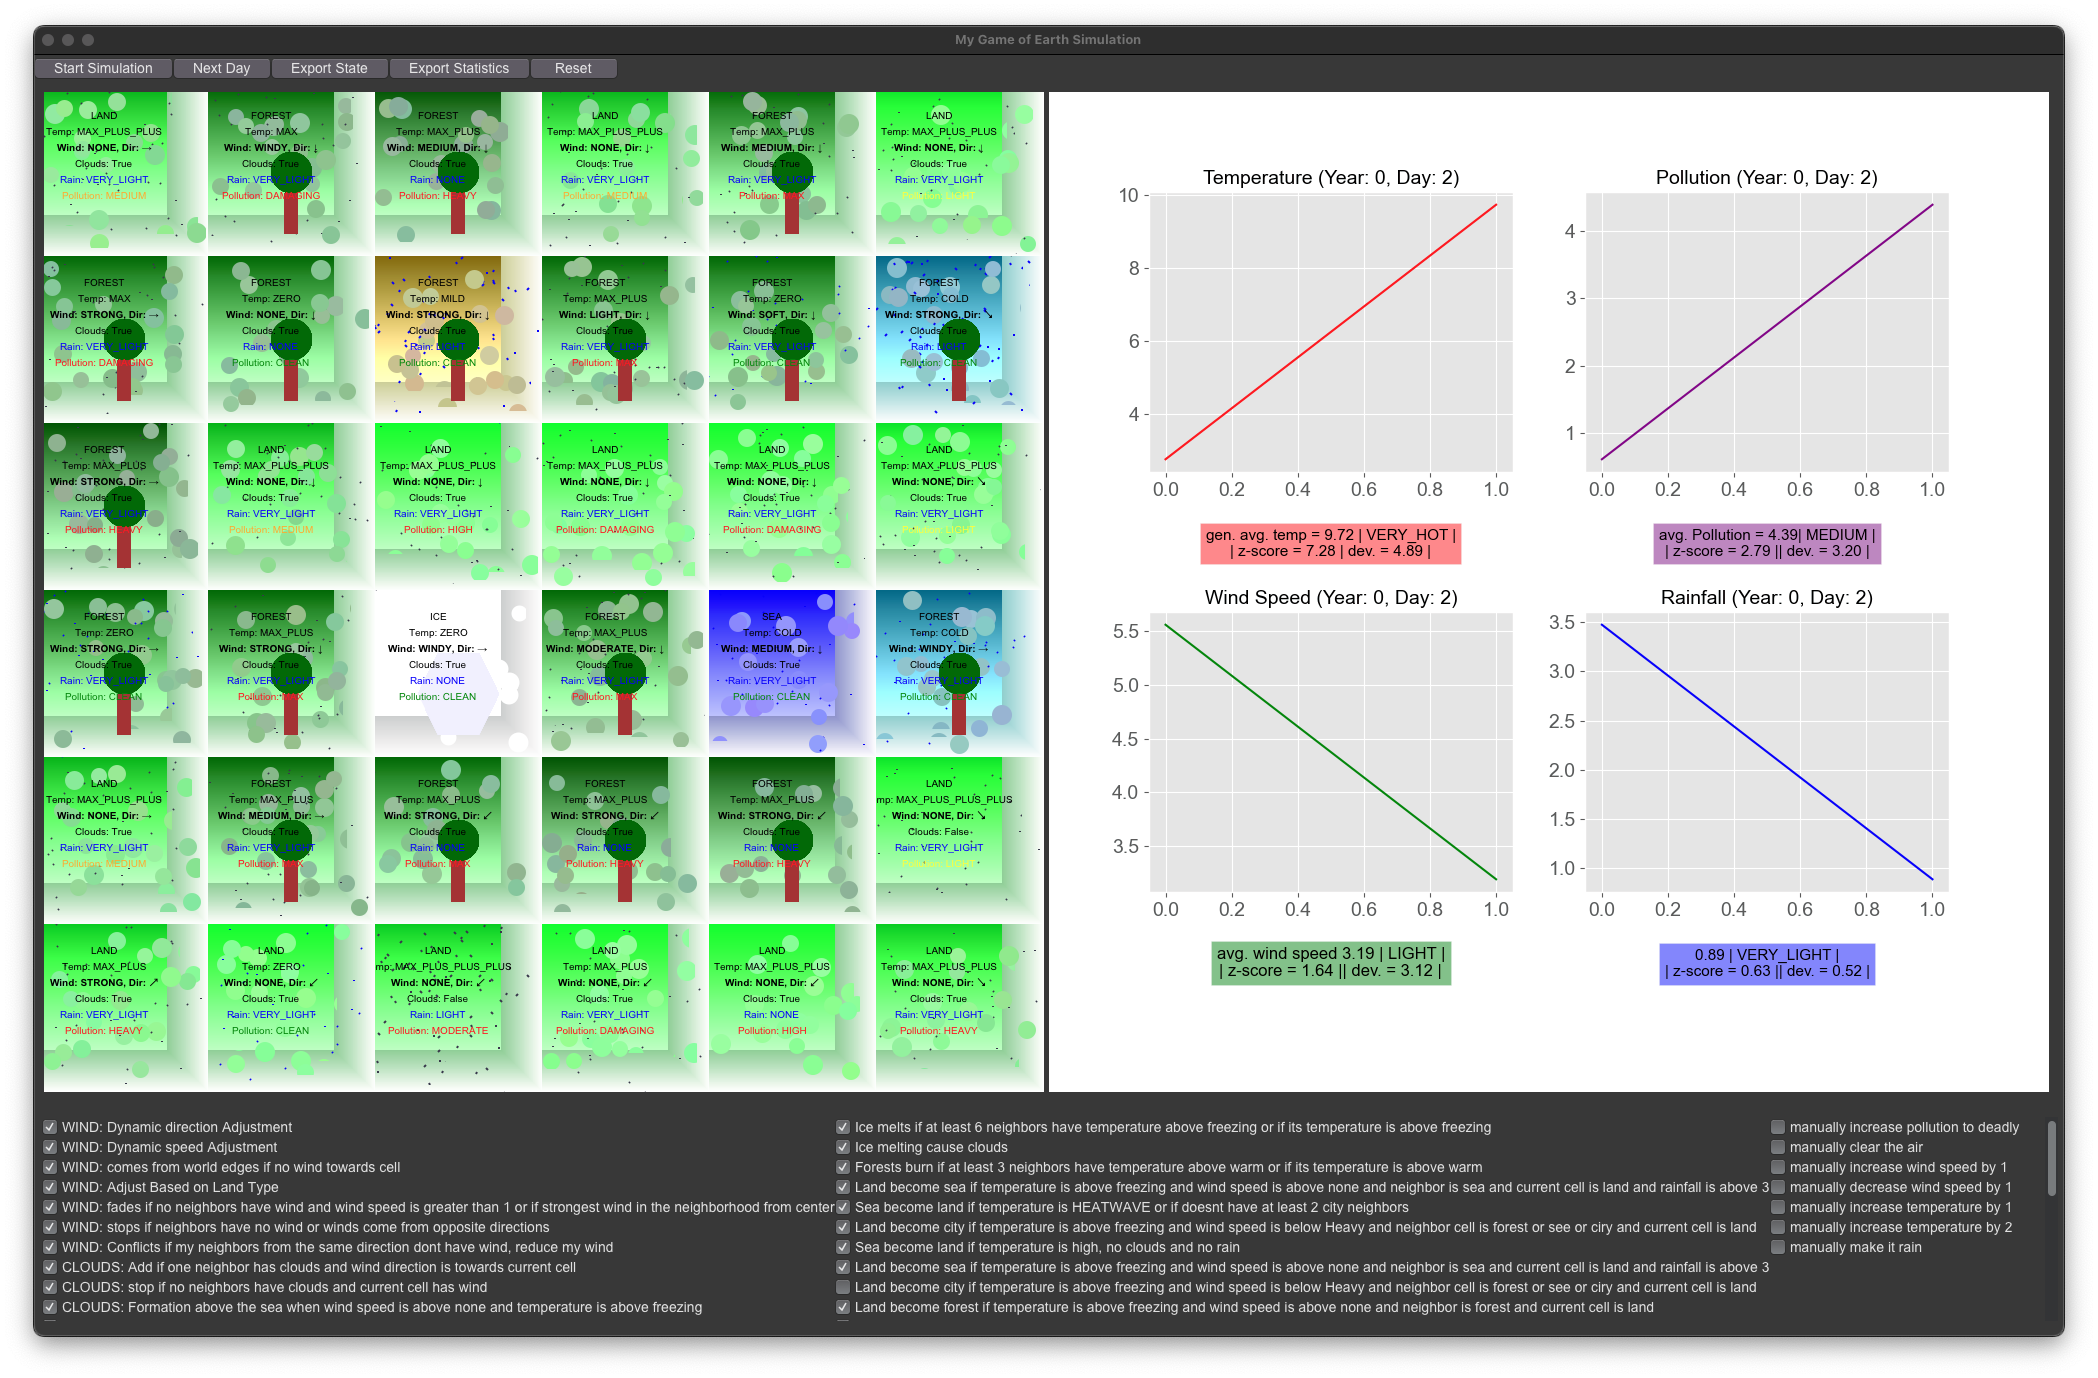 My Game of Earth Simulation
Start Simulation Next Day Export State Export Statistics Reset
LAND
Temp: MAX_PLUS_PLUS
Wind: NONE, Dir: →
Clouds: True
Rain: VERY_LIGHT
Pollution: MEDIUM
FOREST
Temp: MAX
Wind: WINDY, Dir: ↓
Clouds: True
Rain: VERY_LIGHT
Pollution: DAMAGING
FOREST
Temp: MAX_PLUS
Wind: MEDIUM, Dir: ↓
Clouds: True
Rain: NONE
Pollution: HEAVY
LAND
Temp: MAX_PLUS_PLUS
Wind: NONE, Dir: ↓
Clouds: True
Rain: VERY_LIGHT
Pollution: MEDIUM
FOREST
Temp: MAX_PLUS
Wind: MEDIUM, Dir: ↓
Clouds: True
Rain: VERY_LIGHT
Pollution: MAX
LAND
Temp: MAX_PLUS_PLUS
Wind: NONE, Dir: ↓
Clouds: True
Rain: VERY_LIGHT
Pollution: LIGHT
FOREST
Temp: MAX
Wind: STRONG, Dir: →
Clouds: True
Rain: VERY_LIGHT
Pollution: DAMAGING
FOREST
Temp: ZERO
Wind: NONE, Dir: ↓
Clouds: True
Rain: NONE
Pollution: CLEAN
FOREST
Temp: MILD
Wind: STRONG, Dir: ↓
Clouds: True
Rain: LIGHT
Pollution: CLEAN
FOREST
Temp: MAX_PLUS
Wind: LIGHT, Dir: ↓
Clouds: True
Rain: VERY_LIGHT
Pollution: MAX
FOREST
Temp: ZERO
Wind: SOFT, Dir: ↓
Clouds: True
Rain: VERY_LIGHT
Pollution: CLEAN
FOREST
Temp: COLD
Wind: STRONG, Dir: ↘
Clouds: True
Rain: LIGHT
Pollution: CLEAN
FOREST
Temp: MAX_PLUS
Wind: STRONG, Dir: →
Clouds: True
Rain: VERY_LIGHT
Pollution: HEAVY
LAND
Temp: MAX_PLUS_PLUS
Wind: NONE, Dir: ↓
Clouds: True
Rain: VERY_LIGHT
Pollution: MEDIUM
LAND
Temp: MAX_PLUS_PLUS
Wind: NONE, Dir: ↓
Clouds: True
Rain: VERY_LIGHT
Pollution: HIGH
LAND
Temp: MAX_PLUS_PLUS
Wind: NONE, Dir: ↓
Clouds: True
Rain: VERY_LIGHT
Pollution: DAMAGING
LAND
Temp: MAX_PLUS_PLUS
Wind: NONE, Dir: ↓
Clouds: True
Rain: VERY_LIGHT
Pollution: DAMAGING
LAND
Temp: MAX_PLUS_PLUS
Wind: NONE, Dir: ↘
Clouds: True
Rain: VERY_LIGHT
Pollution: LIGHT
FOREST
Temp: ZERO
Wind: STRONG, Dir: →
Clouds: True
Rain: VERY_LIGHT
Pollution: CLEAN
FOREST
Temp: MAX_PLUS
Wind: STRONG, Dir: ↓
Clouds: True
Rain: VERY_LIGHT
Pollution: MAX
ICE
Temp: ZERO
Wind: WINDY, Dir: →
Clouds: True
Rain: NONE
Pollution: CLEAN
FOREST
Temp: MAX_PLUS
Wind: MODERATE, Dir: ↓
Clouds: True
Rain: VERY_LIGHT
Pollution: MAX
SEA
Temp: COLD
Wind: MEDIUM, Dir: ↓
Clouds: True
Rain: VERY_LIGHT
Pollution: CLEAN
FOREST
Temp: COLD
Wind: WINDY, Dir: →
Clouds: True
Rain: VERY_LIGHT
Pollution: CLEAN
LAND
Temp: MAX_PLUS_PLUS
Wind: NONE, Dir: →
Clouds: True
Rain: VERY_LIGHT
Pollution: MEDIUM
FOREST
Temp: MAX_PLUS
Wind: MEDIUM, Dir: →
Clouds: True
Rain: VERY_LIGHT
Pollution: MAX
FOREST
Temp: MAX_PLUS
Wind: STRONG, Dir: ↙
Clouds: True
Rain: NONE
Pollution: MAX
FOREST
Temp: MAX_PLUS
Wind: STRONG, Dir: ↙
Clouds: True
Rain: NONE
Pollution: HEAVY
FOREST
Temp: MAX_PLUS
Wind: STRONG, Dir: ↙
Clouds: True
Rain: NONE
Pollution: HEAVY
LAND
mp: MAX_PLUS_PLUS_PLUS
Wind: NONE, Dir: ↘
Clouds: False
Rain: VERY_LIGHT
Pollution: LIGHT
LAND
Temp: MAX_PLUS
Wind: STRONG, Dir: ↗
Clouds: True
Rain: VERY_LIGHT
Pollution: HEAVY
LAND
Temp: ZERO
Wind: NONE, Dir: ↙
Clouds: True
Rain: VERY_LIGHT
Pollution: CLEAN
LAND
mp: MAX_PLUS_PLUS_PLUS
Wind: NONE, Dir: ↙
Clouds: False
Rain: LIGHT
Pollution: MODERATE
LAND
Temp: MAX_PLUS_PLUS
Wind: NONE, Dir: ↙
Clouds: True
Rain: VERY_LIGHT
Pollution: DAMAGING
LAND
Temp: MAX_PLUS_PLUS
Wind: NONE, Dir: ↙
Clouds: True
Rain: NONE
Pollution: HIGH
LAND
Temp: MAX_PLUS_PLUS
Wind: NONE, Dir: ↘
Clouds: True
Rain: VERY_LIGHT
Pollution: HEAVY
Temperature (Year: 0, Day: 2)
10
8
6
4
0.0 0.2 0.4 0.6 0.8 1.0
gen. avg. temp = 9.72 | VERY_HOT |
| z-score = 7.28 | dev. = 4.89 |
Pollution (Year: 0, Day: 2)
4
3
2
1
0.0 0.2 0.4 0.6 0.8 1.0
avg. Pollution = 4.39| MEDIUM |
| z-score = 2.79 || dev. = 3.20 |
Wind Speed (Year: 0, Day: 2)
5.5
5.0
4.5
4.0
3.5
0.0 0.2 0.4 0.6 0.8 1.0
avg. wind speed 3.19 | LIGHT |
| z-score = 1.64 || dev. = 3.12 |
Rainfall (Year: 0, Day: 2)
3.5
3.0
2.5
2.0
1.5
1.0
0.0 0.2 0.4 0.6 0.8 1.0
0.89 | VERY_LIGHT |
| z-score = 0.63 || dev. = 0.52 |
WIND: Dynamic direction Adjustment
WIND: Dynamic speed Adjustment
WIND: comes from world edges if no wind towards cell
WIND: Adjust Based on Land Type
WIND: fades if no neighbors have wind and wind speed is greater than 1 or if strongest wind in the neighborhood from center
WIND: stops if neighbors have no wind or winds come from opposite directions
WIND: Conflicts if my neighbors from the same direction dont have wind, reduce my wind
CLOUDS: Add if one neighbor has clouds and wind direction is towards current cell
CLOUDS: stop if no neighbors have clouds and current cell has wind
CLOUDS: Formation above the sea when wind speed is above none and temperature is above freezing
Ice melts if at least 6 neighbors have temperature above freezing or if its temperature is above freezing
Ice melting cause clouds
Forests burn if at least 3 neighbors have temperature above warm or if its temperature is above warm
Land become sea if temperature is above freezing and wind speed is above none and neighbor is sea and current cell is land and rainfall is above 3
Sea become land if temperature is HEATWAVE or if doesnt have at least 2 city neighbors
Land become city if temperature is above freezing and wind speed is below Heavy and neighbor cell is forest or see or ciry and current cell is land
Sea become land if temperature is high, no clouds and no rain
Land become sea if temperature is above freezing and wind speed is above none and neighbor is sea and current cell is land and rainfall is above 3
Land become city if temperature is above freezing and wind speed is below Heavy and neighbor cell is forest or see or ciry and current cell is land
Land become forest if temperature is above freezing and wind speed is above none and neighbor is forest and current cell is land
manually increase pollution to deadly
manually clear the air
manually increase wind speed by 1
manually decrease wind speed by 1
manually increase temperature by 1
manually increase temperature by 2
manually make it rain